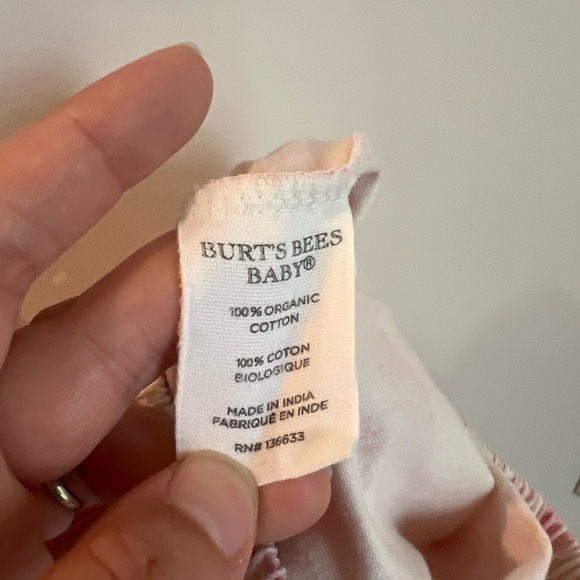 BURT'S BEES
BABY®
100% ORGANIC
COTTON
100% COTON
BIOLOGIQUE
MADE IN INDIA
FABRIQUÉ EN INDE
RN# 136633